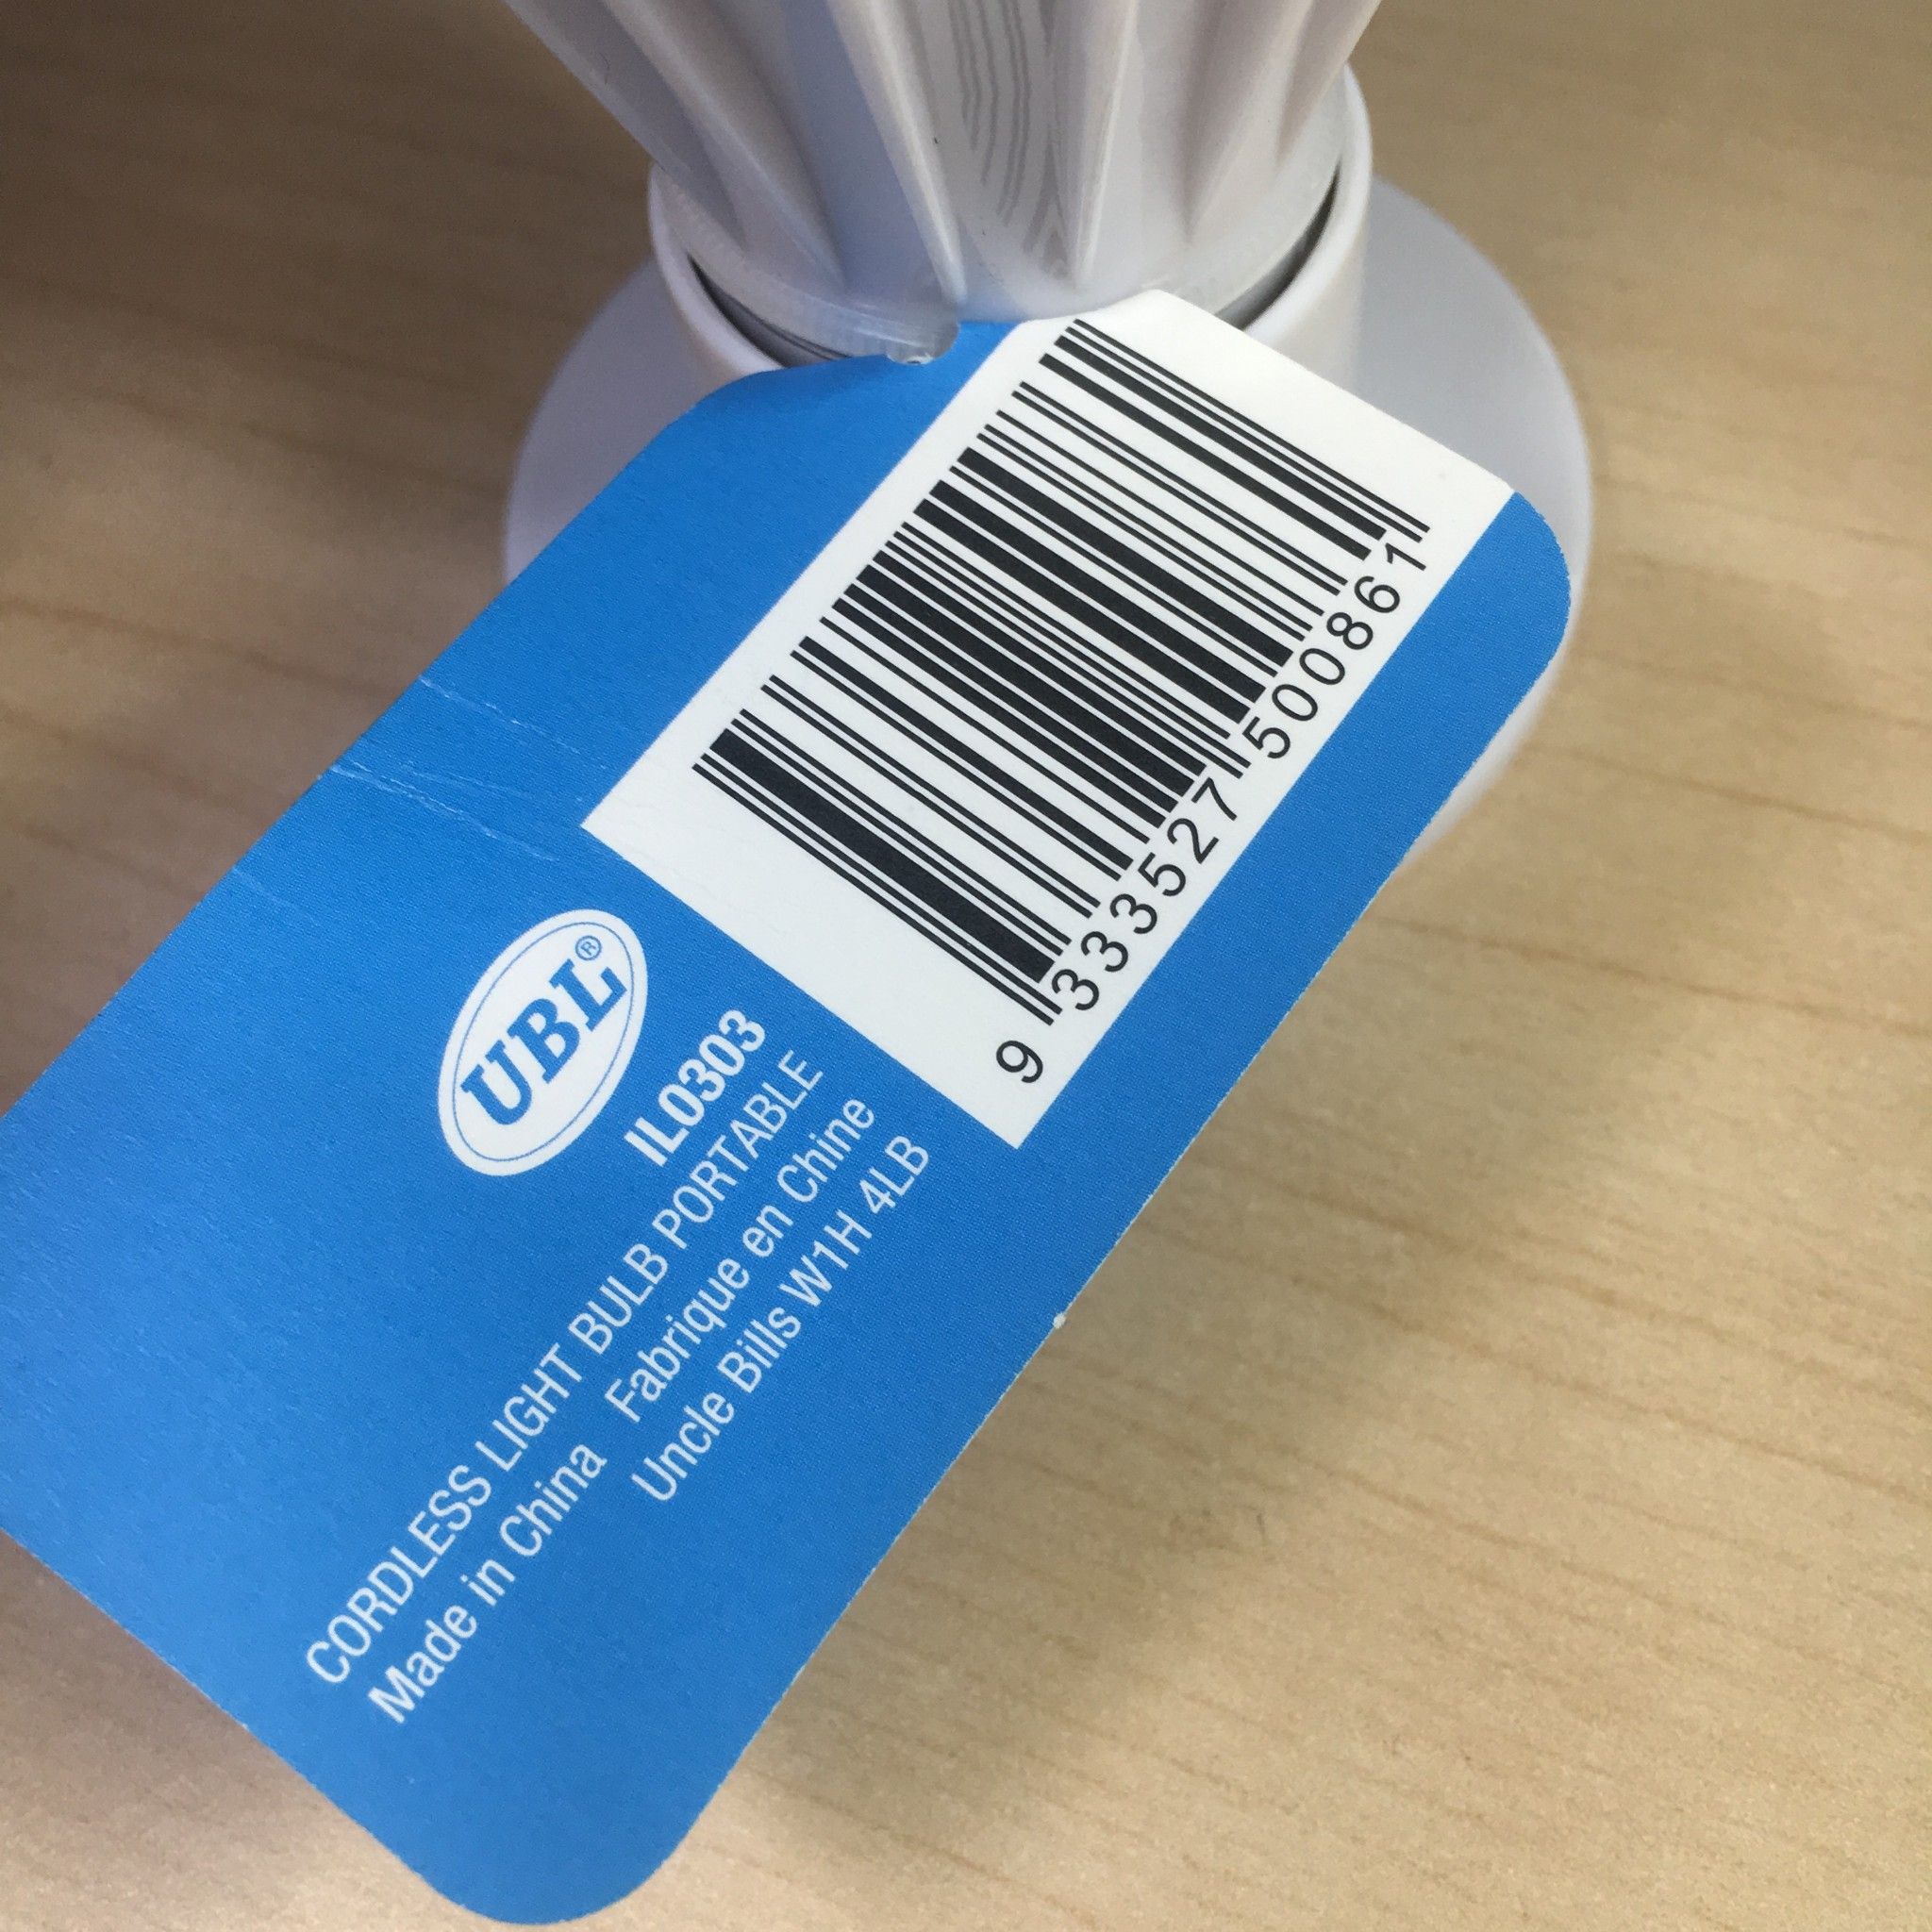 9 333527 500861
UBL®
IL0303
CORDLESS LIGHT BULB PORTABLE
Made in China Fabrique en Chine
Uncle Bills W1H 4LB